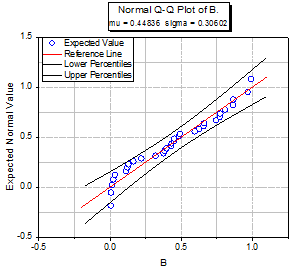 Normal Q-Q Plot of B.
mu = 0.44836 sigma = 0.30602
Expected Value
Reference Line
Lower Percentiles
Upper Percentiles
Expected Normal Value
1.5
1.0
0.5
0.0
-0.5
-0.5
0.0
0.5
1.0
B